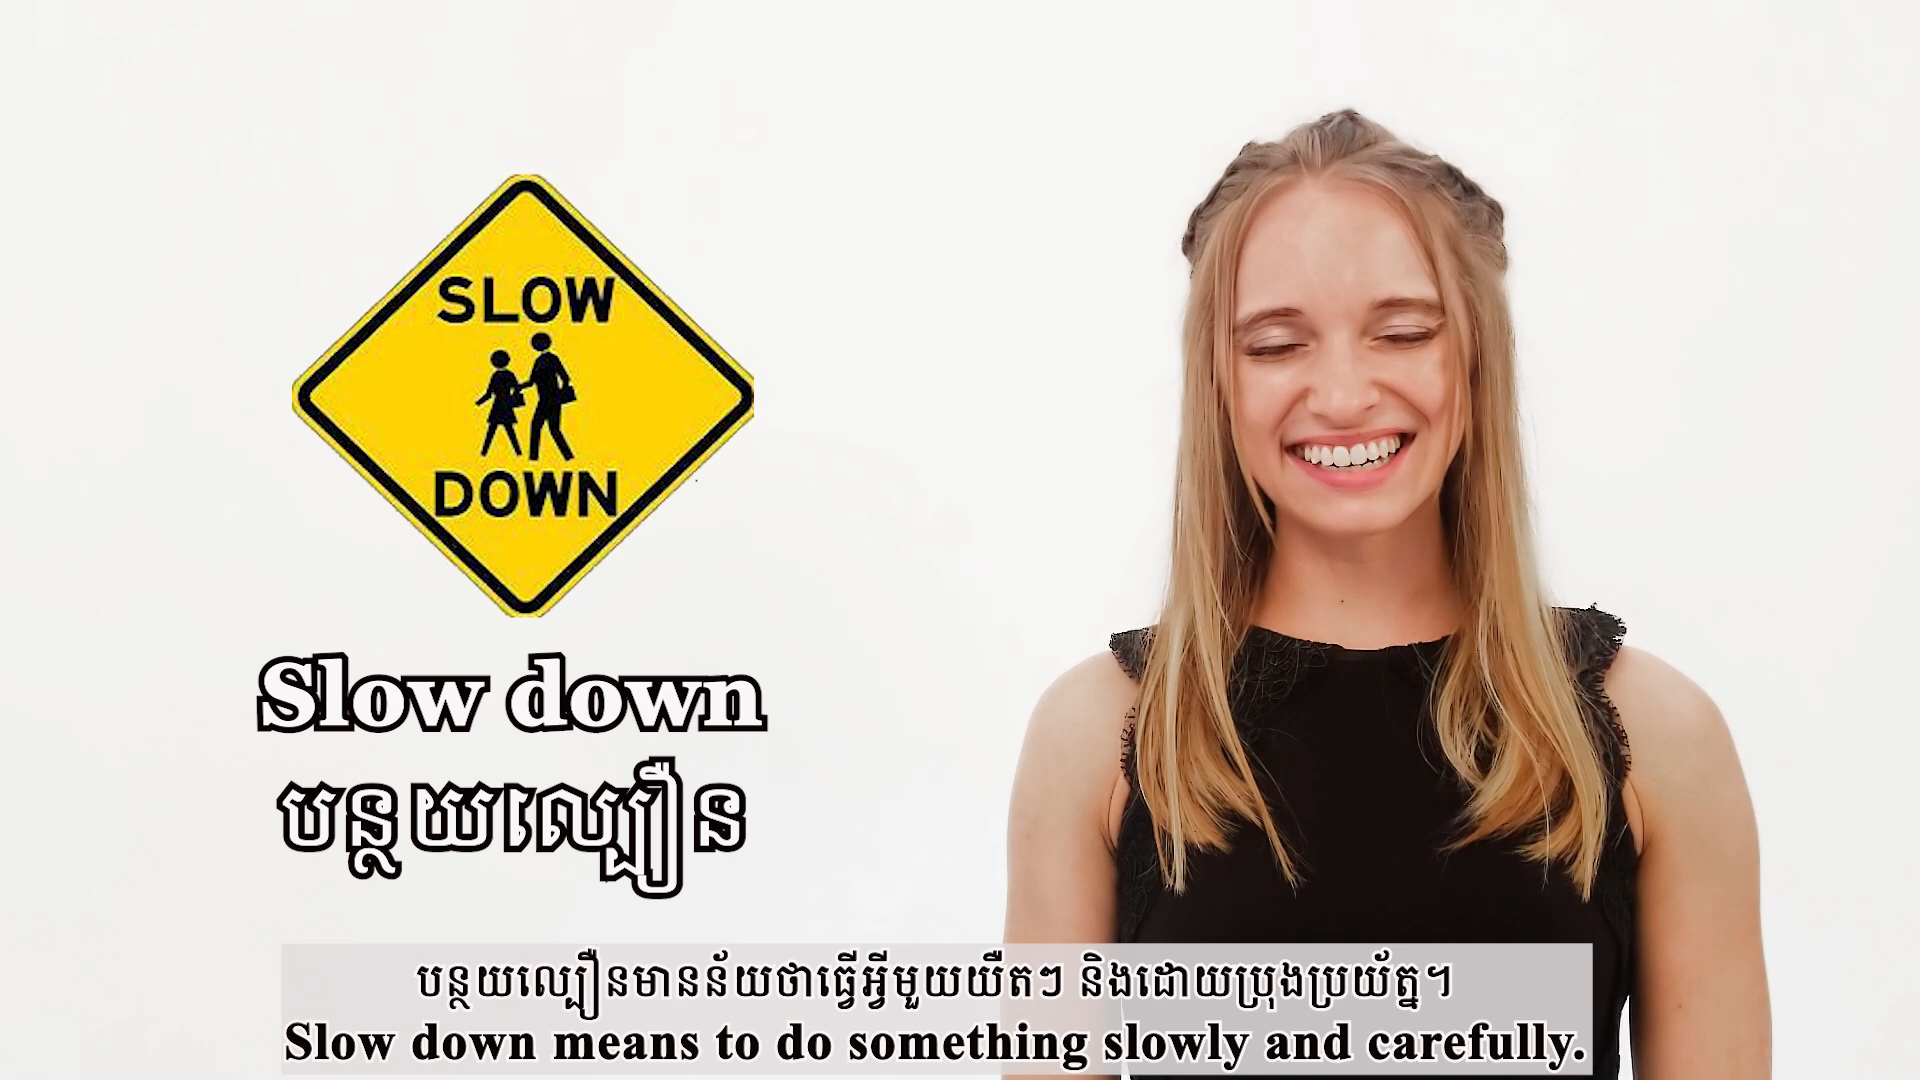 SLOW
DOWN
Slow down
បន្ថយល្បឿន
បន្ថយល្បឿនមានន័យថាធ្វើអ្វីមួយយឺតៗ និងដោយប្រុងប្រយ័ត្ន។
Slow down means to do something slowly and carefully.